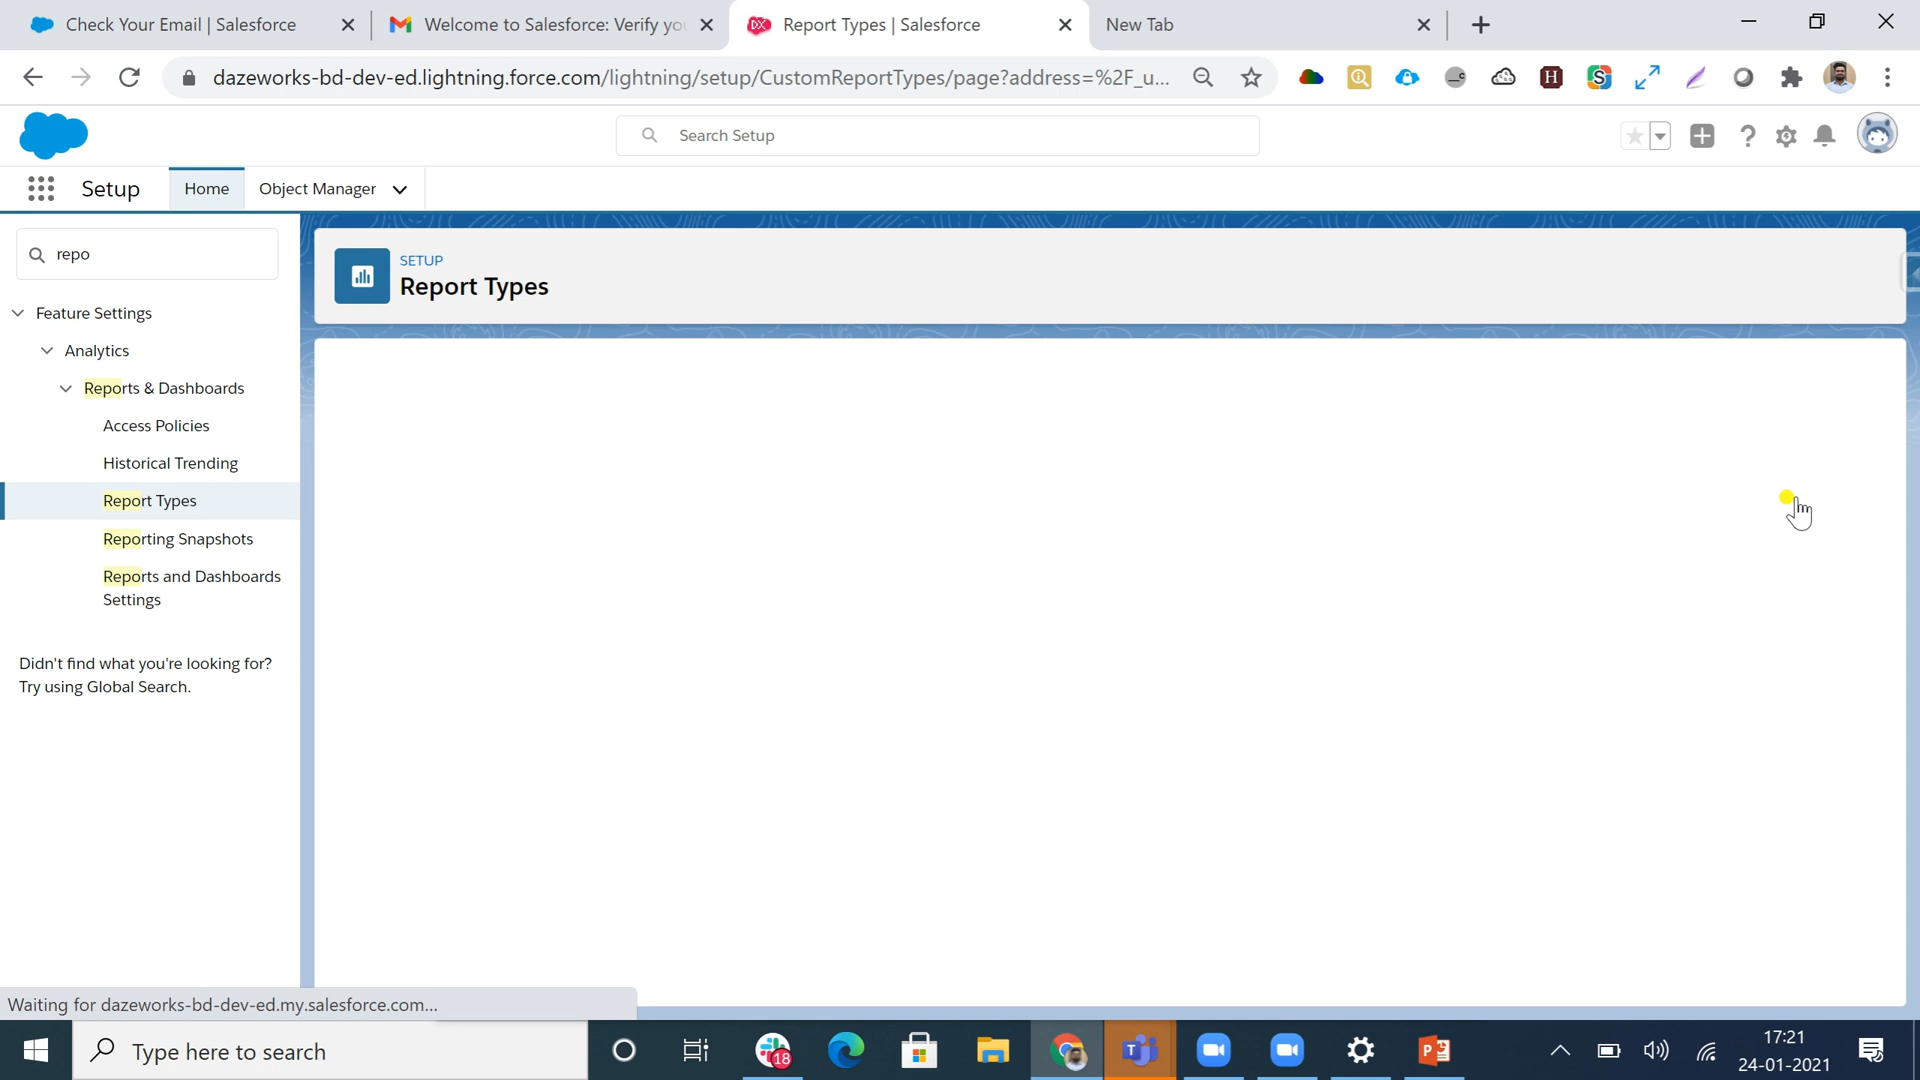 Check Your Email | Salesforce
Welcome to Salesforce: Verify yo
Report Types | Salesforce
New Tab
dazeworks-bd-dev-ed.lightning.force.com/lightning/setup/CustomReportTypes/page?address=%2F_u...
Search Setup
Setup
Home
Object Manager
repo
SETUP
Report Types
Feature Settings
Analytics
Reports & Dashboards
Access Policies
Historical Trending
Report Types
Reporting Snapshots
Reports and Dashboards
Settings
Didn't find what you're looking for?
Try using Global Search.
Waiting for dazeworks-bd-dev-ed.my.salesforce.com...
Type here to search
18
17:21
24-01-2021